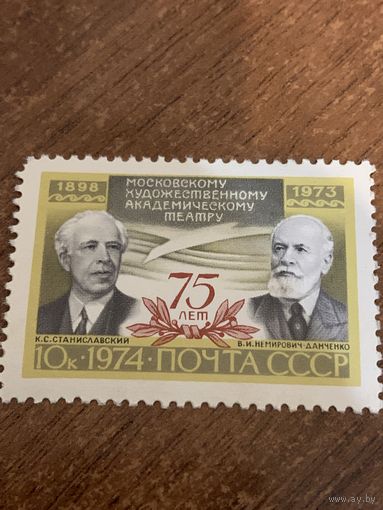 1898
МОСКОВСКОМУ
ХУДОЖЕСТВЕННОМУ
АКАДЕМИЧЕСКОМУ
ТЕАТРУ
1973
75
ЛЕТ
К.С.СТАНИСЛАВСКИЙ
В.И.НЕМИРОВИЧ-ДАНЧЕНКО
10к·1974·ПОЧТА СССР
www.ay.by